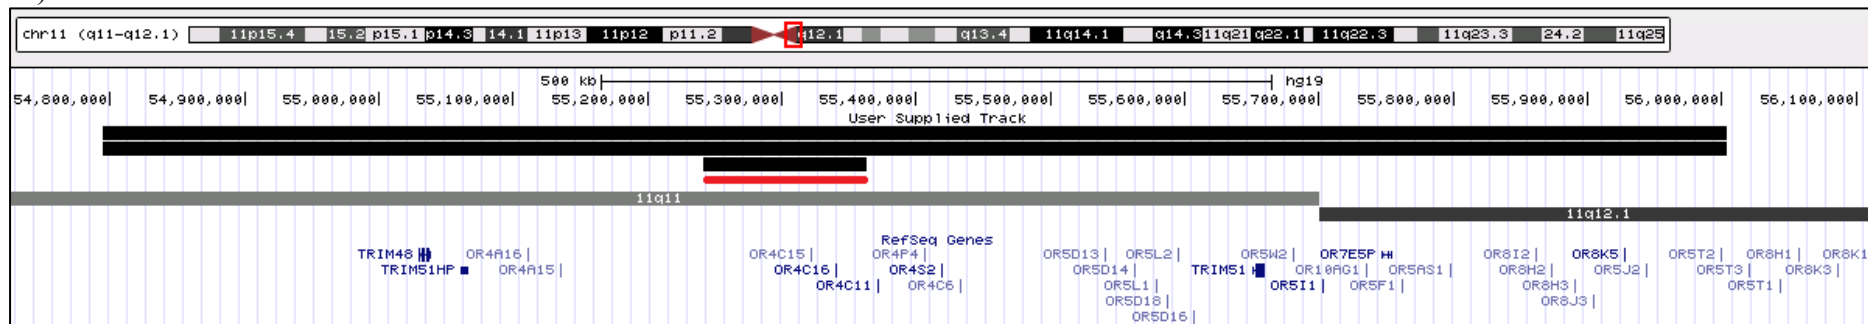 chr11 (q11-q12.1) 11p15.4 15.2 p15.1 p14.3 14.1 11p13 11p12 p11.2 q12.1 q13.4 11q14.1 q14.3 11q21 q22.1 11q22.3 11q23.3 24.2 11q25
500 kb hg19
54,800,000| 54,900,000| 55,000,000| 55,100,000| 55,200,000| 55,300,000| 55,400,000| 55,500,000| 55,600,000| 55,700,000| 55,800,000| 55,900,000| 56,000,000| 56,100,000|
User Supplied Track
11q11
11q12.1
RefSeq Genes
TRIM48 OR4A16 OR4C15 OR4P4 OR5D13 OR5L2 OR5W2 OR7E5P OR8I2 OR8K5 OR5T2 OR8H1 OR8K1
TRIM51HP OR4A15 OR4C16 OR4S2 OR5D14 TRIM51 OR10AG1 OR5AS1 OR8H2 OR5J2 OR5T3 OR8K3
OR4C11 OR4C6 OR5L1 OR5I1 OR5F1 OR8H3 OR5T1
OR5D18 OR8J3
OR5D16